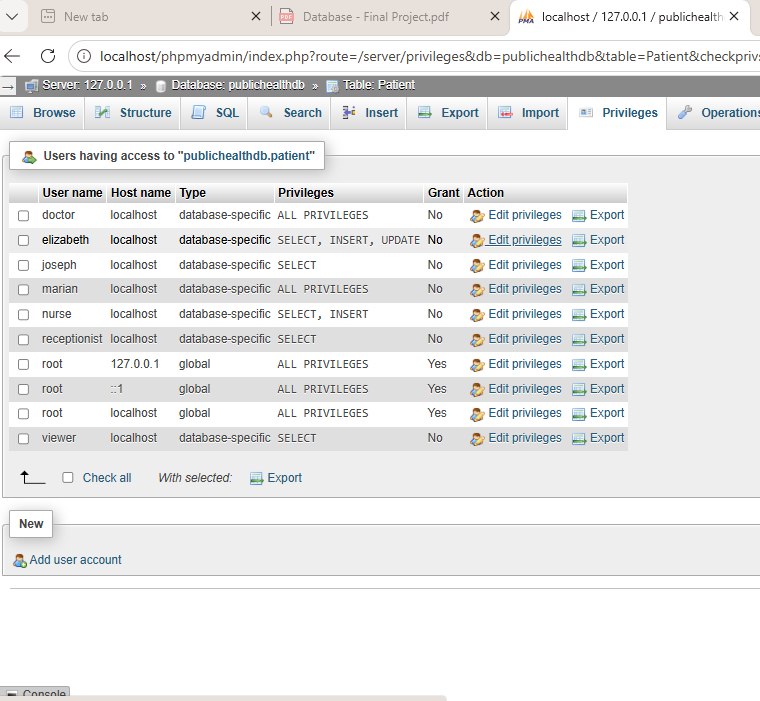 New tab
Database - Final Project.pdf
localhost / 127.0.0.1 / publichealth
localhost/phpmyadmin/index.php?route=/server/privileges&db=publichealthdb&table=Patient&checkprivs
Server: 127.0.0.1 » Database: publichealthdb » Table: Patient
Browse Structure SQL Search Insert Export Import Privileges Operations
Users having access to "publichealthdb.patient"
User name Host name Type Privileges Grant Action
doctor localhost database-specific ALL PRIVILEGES No Edit privileges Export
elizabeth localhost database-specific SELECT, INSERT, UPDATE No Edit privileges Export
joseph localhost database-specific SELECT No Edit privileges Export
marian localhost database-specific ALL PRIVILEGES No Edit privileges Export
nurse localhost database-specific SELECT, INSERT No Edit privileges Export
receptionist localhost database-specific SELECT No Edit privileges Export
root 127.0.0.1 global ALL PRIVILEGES Yes Edit privileges Export
root ::1 global ALL PRIVILEGES Yes Edit privileges Export
root localhost global ALL PRIVILEGES Yes Edit privileges Export
viewer localhost database-specific SELECT No Edit privileges Export
Check all With selected: Export
New
Add user account
Console